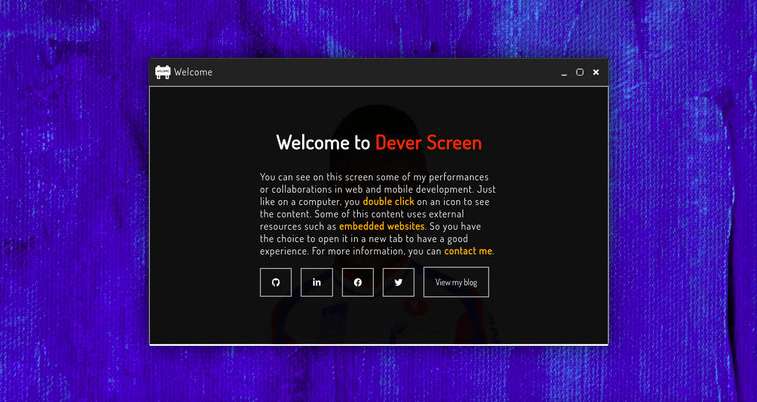 Welcome
Welcome to Dever Screen
You can see on this screen some of my performances
or collaborations in web and mobile development. Just
like on a computer, you double click on an icon to see
the content. Some of this content uses external
resources such as embedded websites. So you have
the choice to open it in a new tab to have a good
experience. For more information, you can contact me.
View my blog